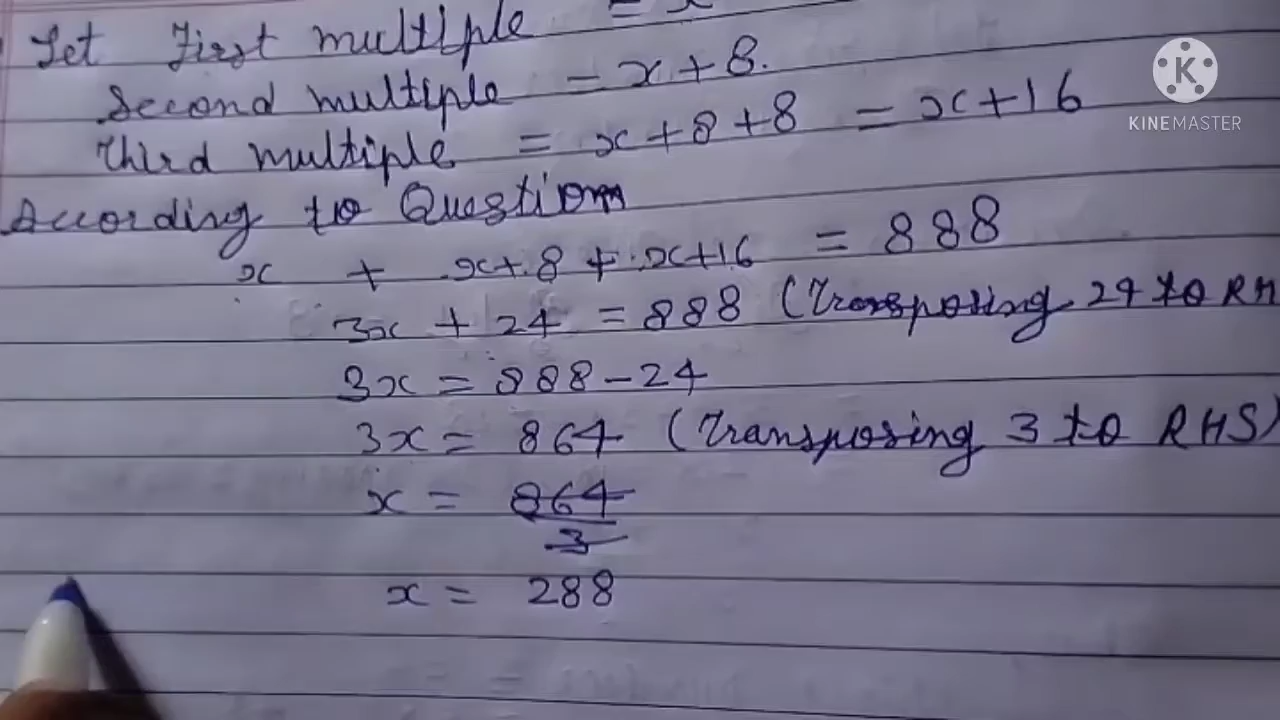 Let First multiple = x
Second multiple = x + 8.
Third multiple = x + 8 + 8 = x + 16
According to Question
x + x + 8 + x + 16 = 888
3x + 24 = 888 (Transposing 24 to RH
3x = 888 - 24
3x = 864 (Transposing 3 to RHS)
x = 864/3
x = 288
K
KINEMASTER